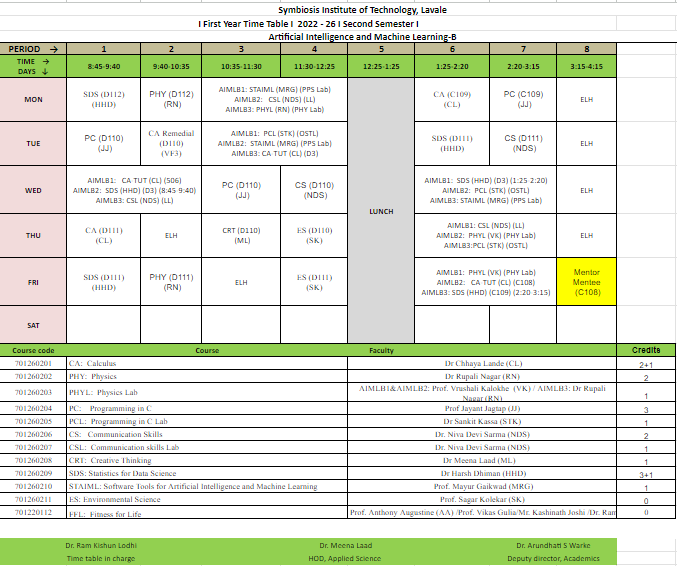 Symbiosis Institute of Technology, Lavale
I First Year Time Table I 2022 - 26 I Second Semester I
Artificial Intelligence and Machine Learning-B
PERIOD → 1 2 3 4 5 6 7 8
TIME → 8:45-9:40 9:40-10:35 10:35-11:30 11:30-12:25 12:25-1:25 1:25-2:20 2:20-3:15 3:15-4:15
DAYS ↓
MON
SDS (D112)
(HHD)
PHY (D112)
(RN)
AIMLB1: STAIML (MRG) (PPS Lab)
AIMLB2: CSL (NDS) (LL)
AIMLB3: PHYL (RN) (PHY Lab)
CA (C109)
(CL)
PC (C109)
(JJ)
ELH
TUE
PC (D110)
(JJ)
CA Remedial
(D110)
(VF3)
AIMLB1: PCL (STK) (OSTL)
AIMLB2: STAIML (MRG) (PPS Lab)
AIMLB3: CA TUT (CL) (D3)
SDS (D111)
(HHD)
CS (D111)
(NDS)
ELH
WED
AIMLB1: CA TUT (CL) (506)
AIMLB2: SDS (HHD) (D3) (8:45 9:40)
AIMLB3: CSL (NDS) (LL)
PC (D110)
(JJ)
CS (D110)
(NDS)
LUNCH
AIMLB1: SDS (HHD) (D3) (1:25 2:20)
AIMLB2: PCL (STK) (OSTL)
AIMLB3: STAIML (MRG) (PPS Lab)
ELH
THU
CA (D111)
(CL)
ELH
CRT (D110)
(ML)
ES (D110)
(SK)
AIMLB1: CSL (NDS) (LL)
AIMLB2: PHYL (VK) (PHY Lab)
AIMLB3:PCL (STK) (OSTL)
ELH
FRI
SDS (D111)
(HHD)
PHY (D111)
(RN)
ELH
ES (D111)
(SK)
AIMLB1: PHYL (VK) (PHY Lab)
AIMLB2: CA TUT (CL) (C108)
AIMLB3: SDS (HHD) (C109) (2:20-3:15)
Mentor
Mentee
(C108)
SAT
Course code Course Faculty Credits
701260201 CA: Calculus Dr Chhaya Lande (CL) 2+1
701260202 PHY: Physics Dr Rupali Nagar (RN) 2
701260203 PHYL: Physics Lab AIMLB1&AIMLB2: Prof. Vrushali Kalokhe (VK) / AIMLB3: Dr Rupali
Nagar (RN) 1
701260204 PC: Programming in C Prof Jayant Jagtap (JJ) 3
701260205 PCL: Programming in C Lab Dr Sankit Kassa (STK) 1
701260206 CS: Communication Skills Dr. Niva Devi Sarma (NDS) 2
701260207 CSL: Communication skills Lab Dr. Niva Devi Sarma (NDS) 1
701260208 CRT: Creative Thinking Dr Meena Laad (ML) 1
701260209 SDS: Statistics for Data Science Dr Harsh Dhiman (HHD) 3+1
701260210 STAIML: Software Tools for Artificial Intelligence and Machine Learning Prof. Mayur Gaikwad (MRG) 1
701260211 ES: Environmental Science Prof. Sagar Kolekar (SK) 0
701220112 FFL: Fitness for Life Prof. Anthony Augustine (AA) /Prof. Vikas Gulia/Mr. Kashinath Joshi /Dr. Ram 0
Dr. Ram Kishun Lodhi Dr. Meena Laad Dr. Arundhati S Warke
Time table in charge HOD, Applied Science Deputy director, Academics